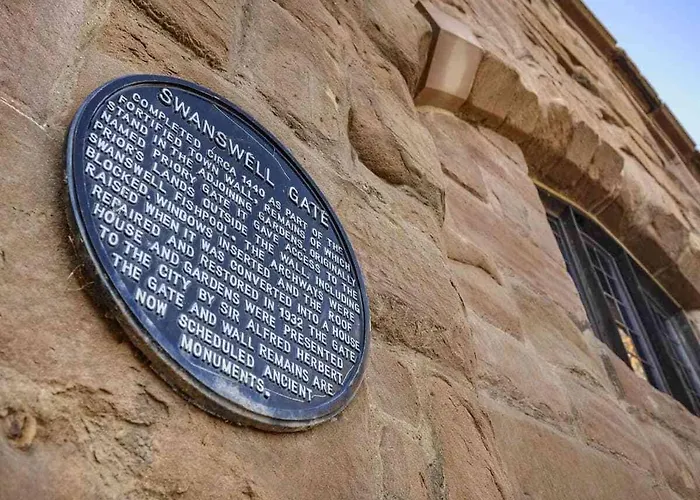 SWANSWELL GATE
COMPLETED CIRCA 1440 AS PART OF THE
FORTIFIED TOWN WALL, REMAINS OF WHICH
STAND IN THE ADJOINING GARDENS. ORIGINALLY
NAMED PRIORY GATE IT GAVE ACCESS TO THE
PRIOR'S LANDS OUTSIDE THE WALL INCLUDING
SWANSWELL FISHPOOL. THE ARCHWAYS WERE
BLOCKED, WINDOWS INSERTED AND THE ROOF
RAISED WHEN IT WAS CONVERTED INTO A HOUSE
REPAIRED AND RESTORED IN 1932 THE GATE
HOUSE AND GARDENS WERE PRESENTED
TO THE CITY BY SIR ALFRED HERBERT
THE GATE AND WALL REMAINS ARE
NOW SCHEDULED ANCIENT
MONUMENTS.